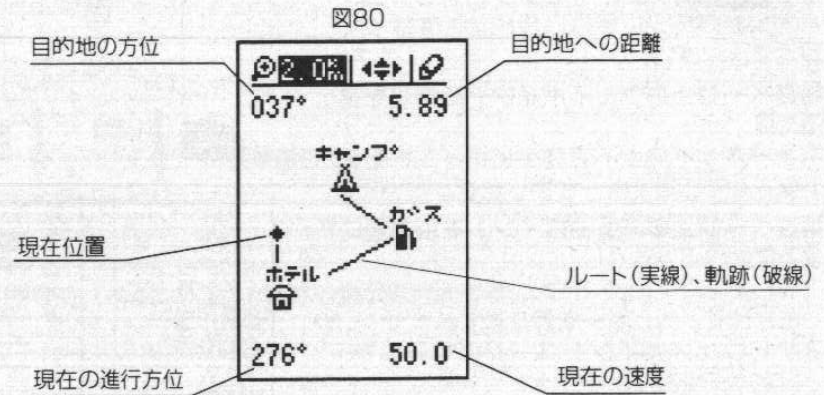 図80
目的地の方位
目的地への距離
037° 5.89
キャンプ
ガス
現在位置
ホテル
ルート(実線)、軌跡(破線)
276° 50.0
現在の進行方位
現在の速度